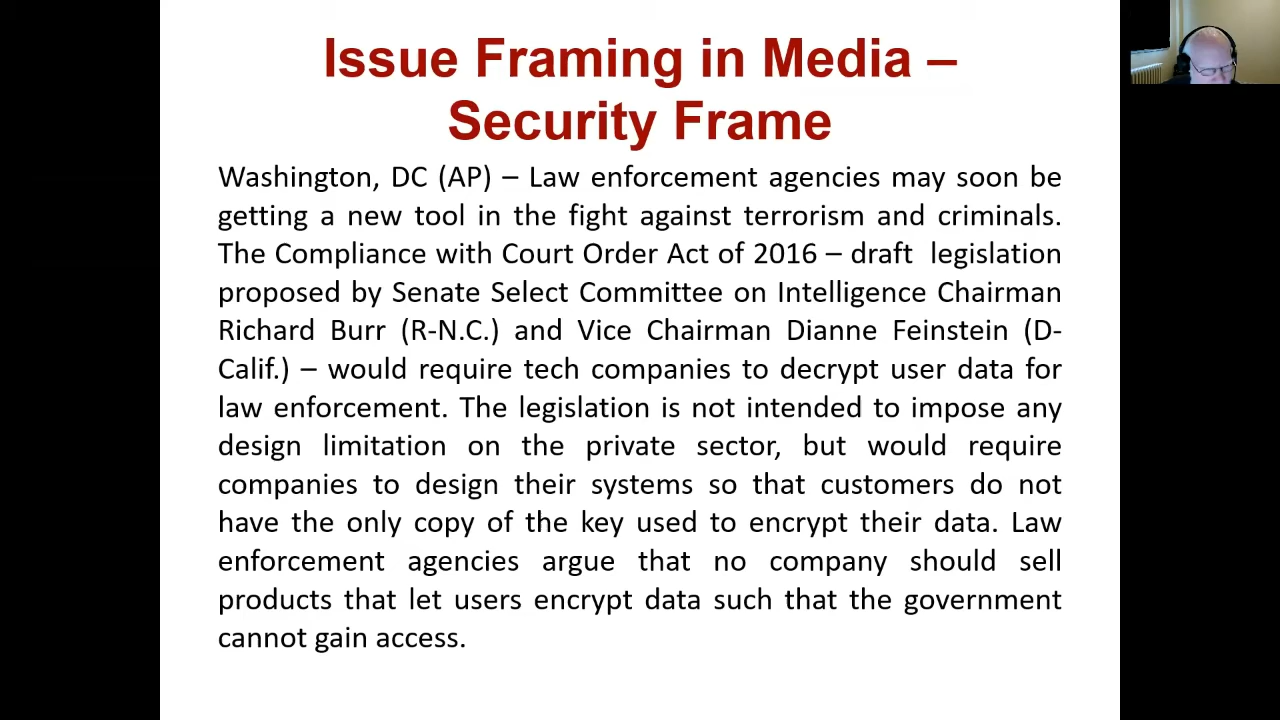 Issue Framing in Media –
Security Frame
Washington, DC (AP) – Law enforcement agencies may soon be
getting a new tool in the fight against terrorism and criminals.
The Compliance with Court Order Act of 2016 – draft  legislation
proposed by Senate Select Committee on Intelligence Chairman
Richard Burr (R-N.C.) and Vice Chairman Dianne Feinstein (D-
Calif.) – would require tech companies to decrypt user data for
law enforcement. The legislation is not intended to impose any
design limitation on the private sector, but would require
companies to design their systems so that customers do not
have the only copy of the key used to encrypt their data. Law
enforcement agencies argue that no company should sell
products that let users encrypt data such that the government
cannot gain access.